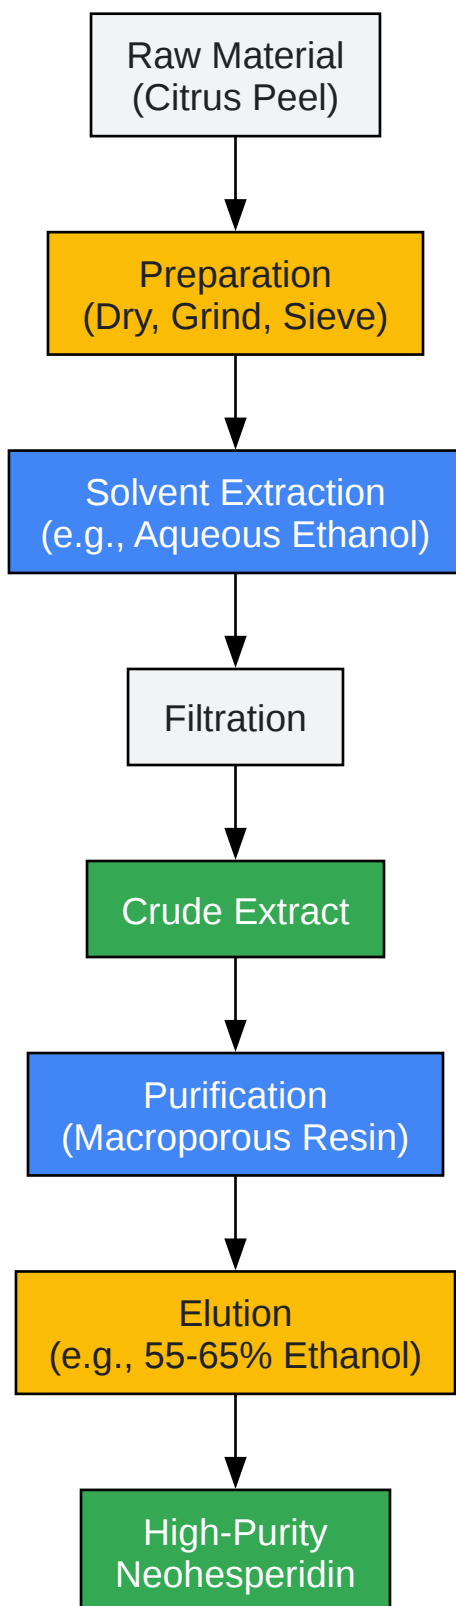 Raw Material
(Citrus Peel)
Preparation
(Dry, Grind, Sieve)
Solvent Extraction
(e.g., Aqueous Ethanol)
Filtration
Crude Extract
Purification
(Macroporous Resin)
Elution
(e.g., 55-65% Ethanol)
High-Purity
Neohesperidin